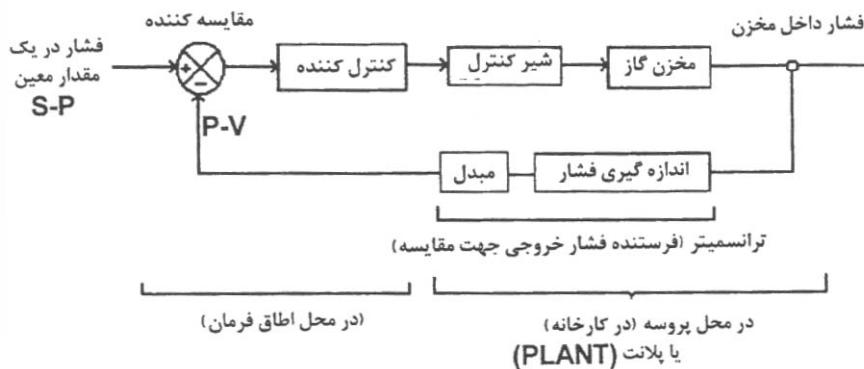 مقایسه کننده
فشار داخل مخزن
فشار در یک
مقدار معین
S-P
+
−
کنترل کننده
شیر کنترل
مخزن گاز
P-V
مبدل
اندازه گیری فشار
ترانسمیتر (فرستنده فشار خروجی جهت مقایسه)
(در محل اطاق فرمان)
در محل پروسه (در کارخانه)
یا پلانت (PLANT)